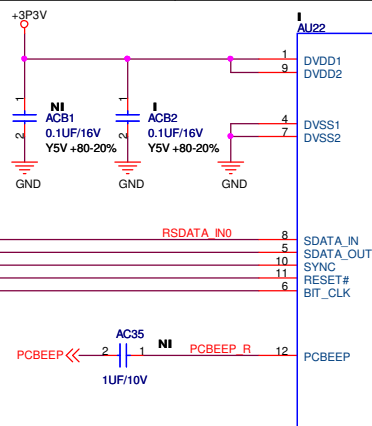 +3P3V
I
AU22
1 DVDD1
9 DVDD2
1 NI 1 I
ACB1 ACB2
2 0.1UF/16V 2 0.1UF/16V
Y5V +80-20% Y5V +80-20%
4 DVSS1
7 DVSS2
GND GND GND
RSDATA_IN0 8 SDATA_IN
5 SDATA_OUT
10 SYNC
11 RESET#
6 BIT_CLK
AC35 NI
PCBEEP 2 1 PCBEEP_R 12 PCBEEP
1UF/10V